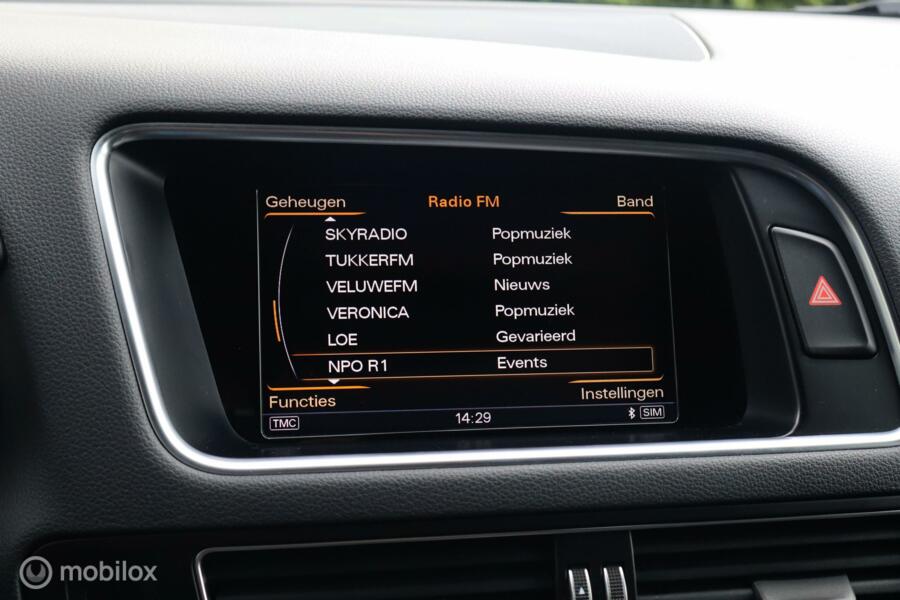 Geheugen Radio FM Band
SKYRADIO Popmuziek
TUKKERFM Popmuziek
VELUWEFM Nieuws
VERONICA Popmuziek
LOE Gevarieerd
NPO R1 Events
Functies Instellingen
TMC 14:29 SIM
mobilox